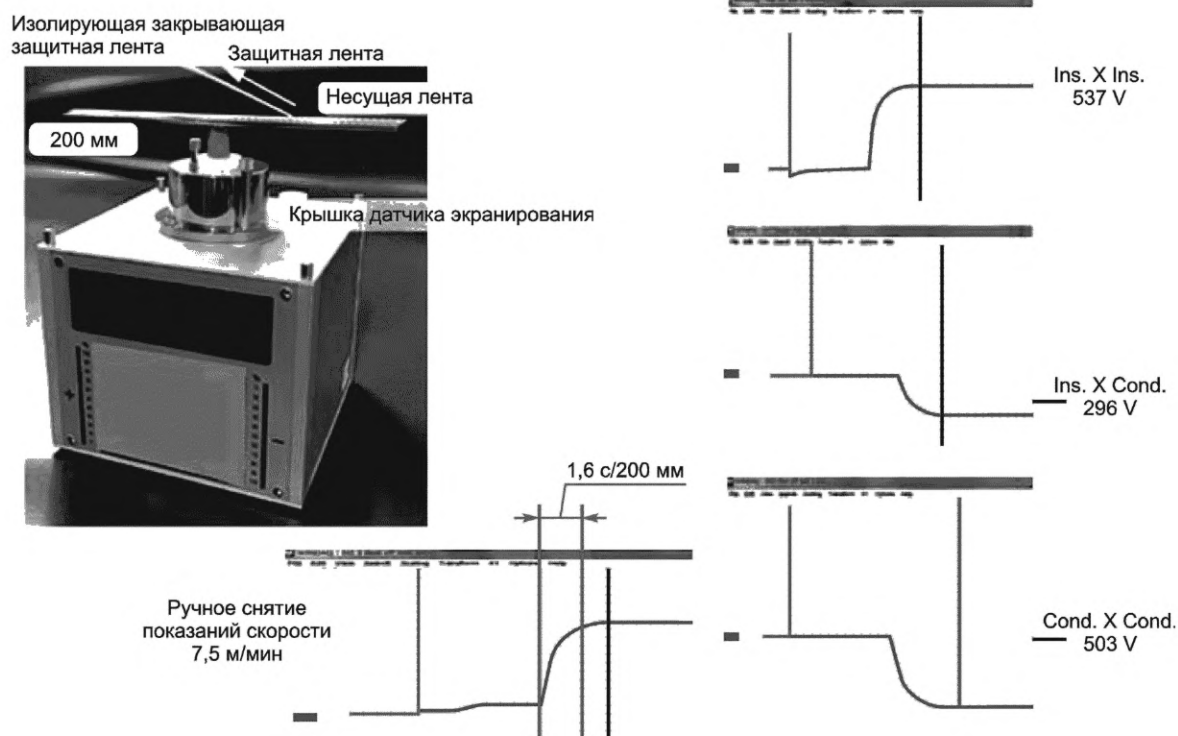 Изолирующая закрывающая
защитная лента
Защитная лента
Несущая лента
200 мм
Крышка датчика экранирования
Ins. X Ins.
537 V
Ins. X Cond.
296 V
1,6 с/200 мм
Ручное снятие
показаний скорости
7,5 м/мин
Cond. X Cond.
503 V